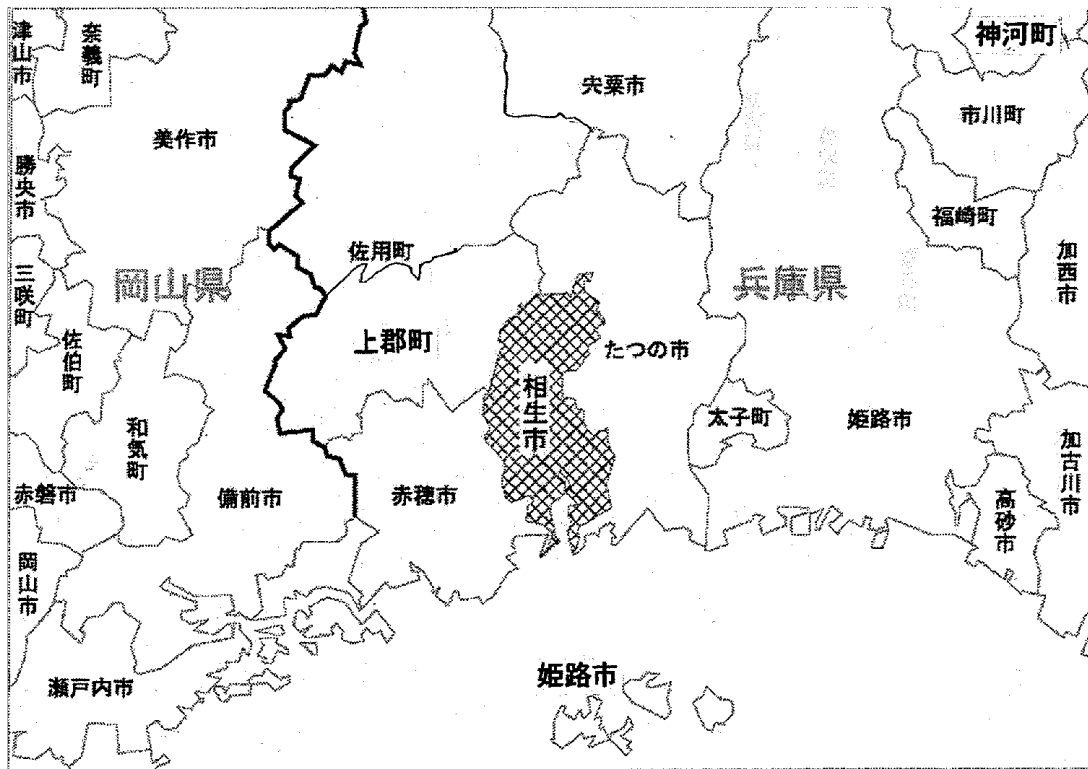 津山市
奈義町
神河町
宍粟市
市川町
美作市
勝央市
福崎町
佐用町
加西市
三咲町
岡山県
兵庫県
佐伯町
上郡町
たつの市
相生市
太子町
姫路市
和気町
加古川市
赤磐市
備前市
赤穂市
高砂市
岡山市
瀬戸内市
姫路市